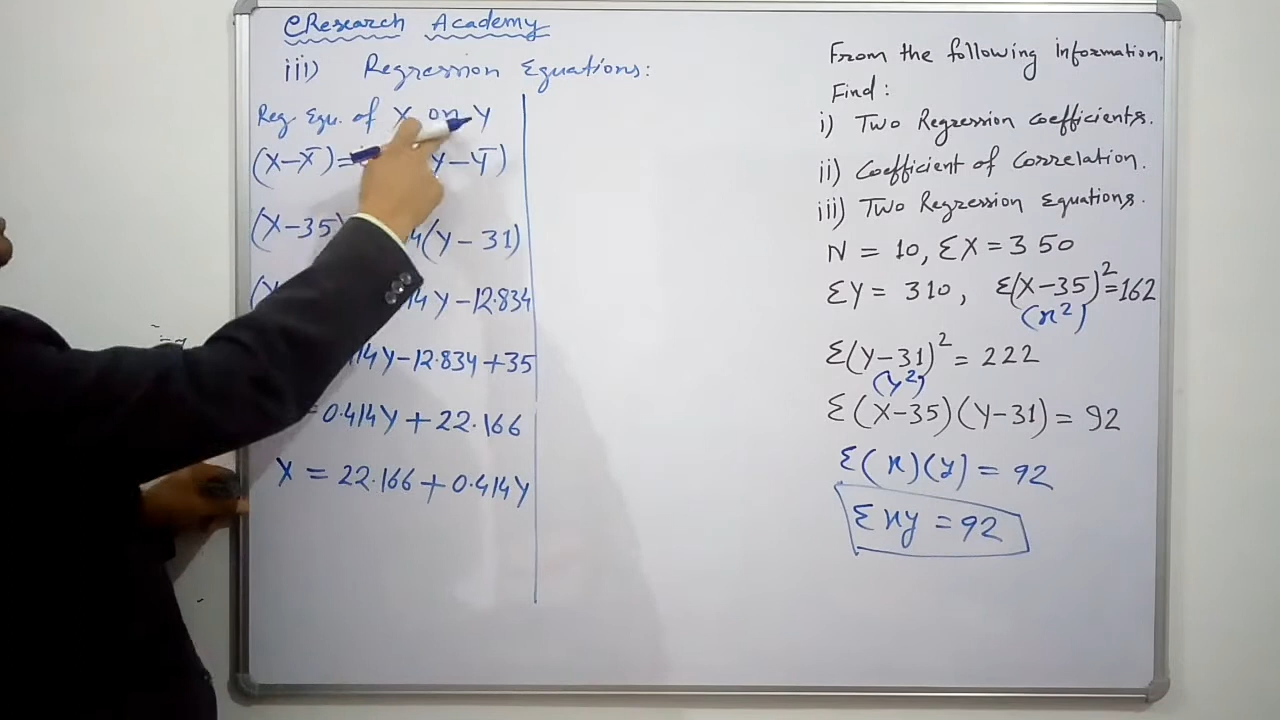 eResearch Academy
iii) Regression Equations:
Reg. Equ. of X on Y
(X-X̄)= Y-Ȳ)
(X-35) 4(Y-31)
14Y-12.834
14Y-12.834+35
= 0.414Y+22.166
X = 22.166+0.414Y
From the following information.
Find:
i) Two Regression coefficients.
ii) Coefficient of Correlation.
iii) Two Regression Equations.
N = 10, ΣX = 350
ΣY = 310, Σ(X-35)²=162
(x²)
Σ(Y-31)² = 222
(y²)
Σ(X-35)(Y-31) = 92
Σ(x)(y) = 92
Σxy = 92